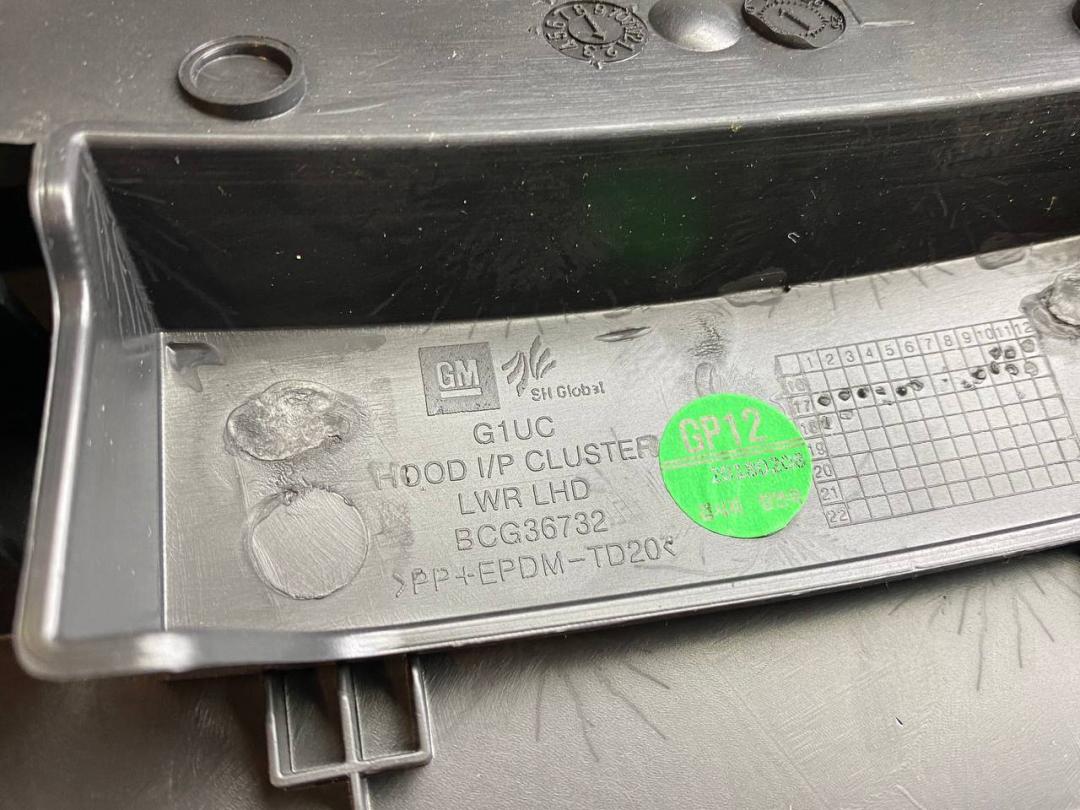 GM
SH Global
G1UC
HOOD I/P CLUSTER
LWR LHD
BCG36732
>PP+EPDM-TD20<
GP12
1 2 3 4 5 6 7 8 9 10 11 12
16
17
18
19
20
21
22